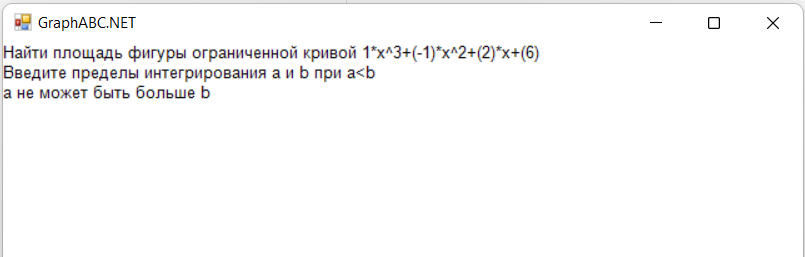 GraphABC.NET
Найти площадь фигуры ограниченной кривой 1*x^3+(-1)*x^2+(2)*x+(6)
Введите пределы интегрирования a и b при a<b
a не может быть больше b